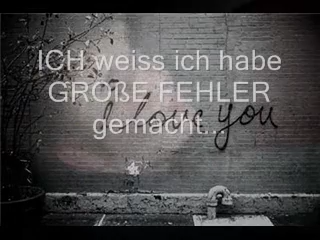 ICH weiss ich habe
GROßE FEHLER
gemacht..
I love you